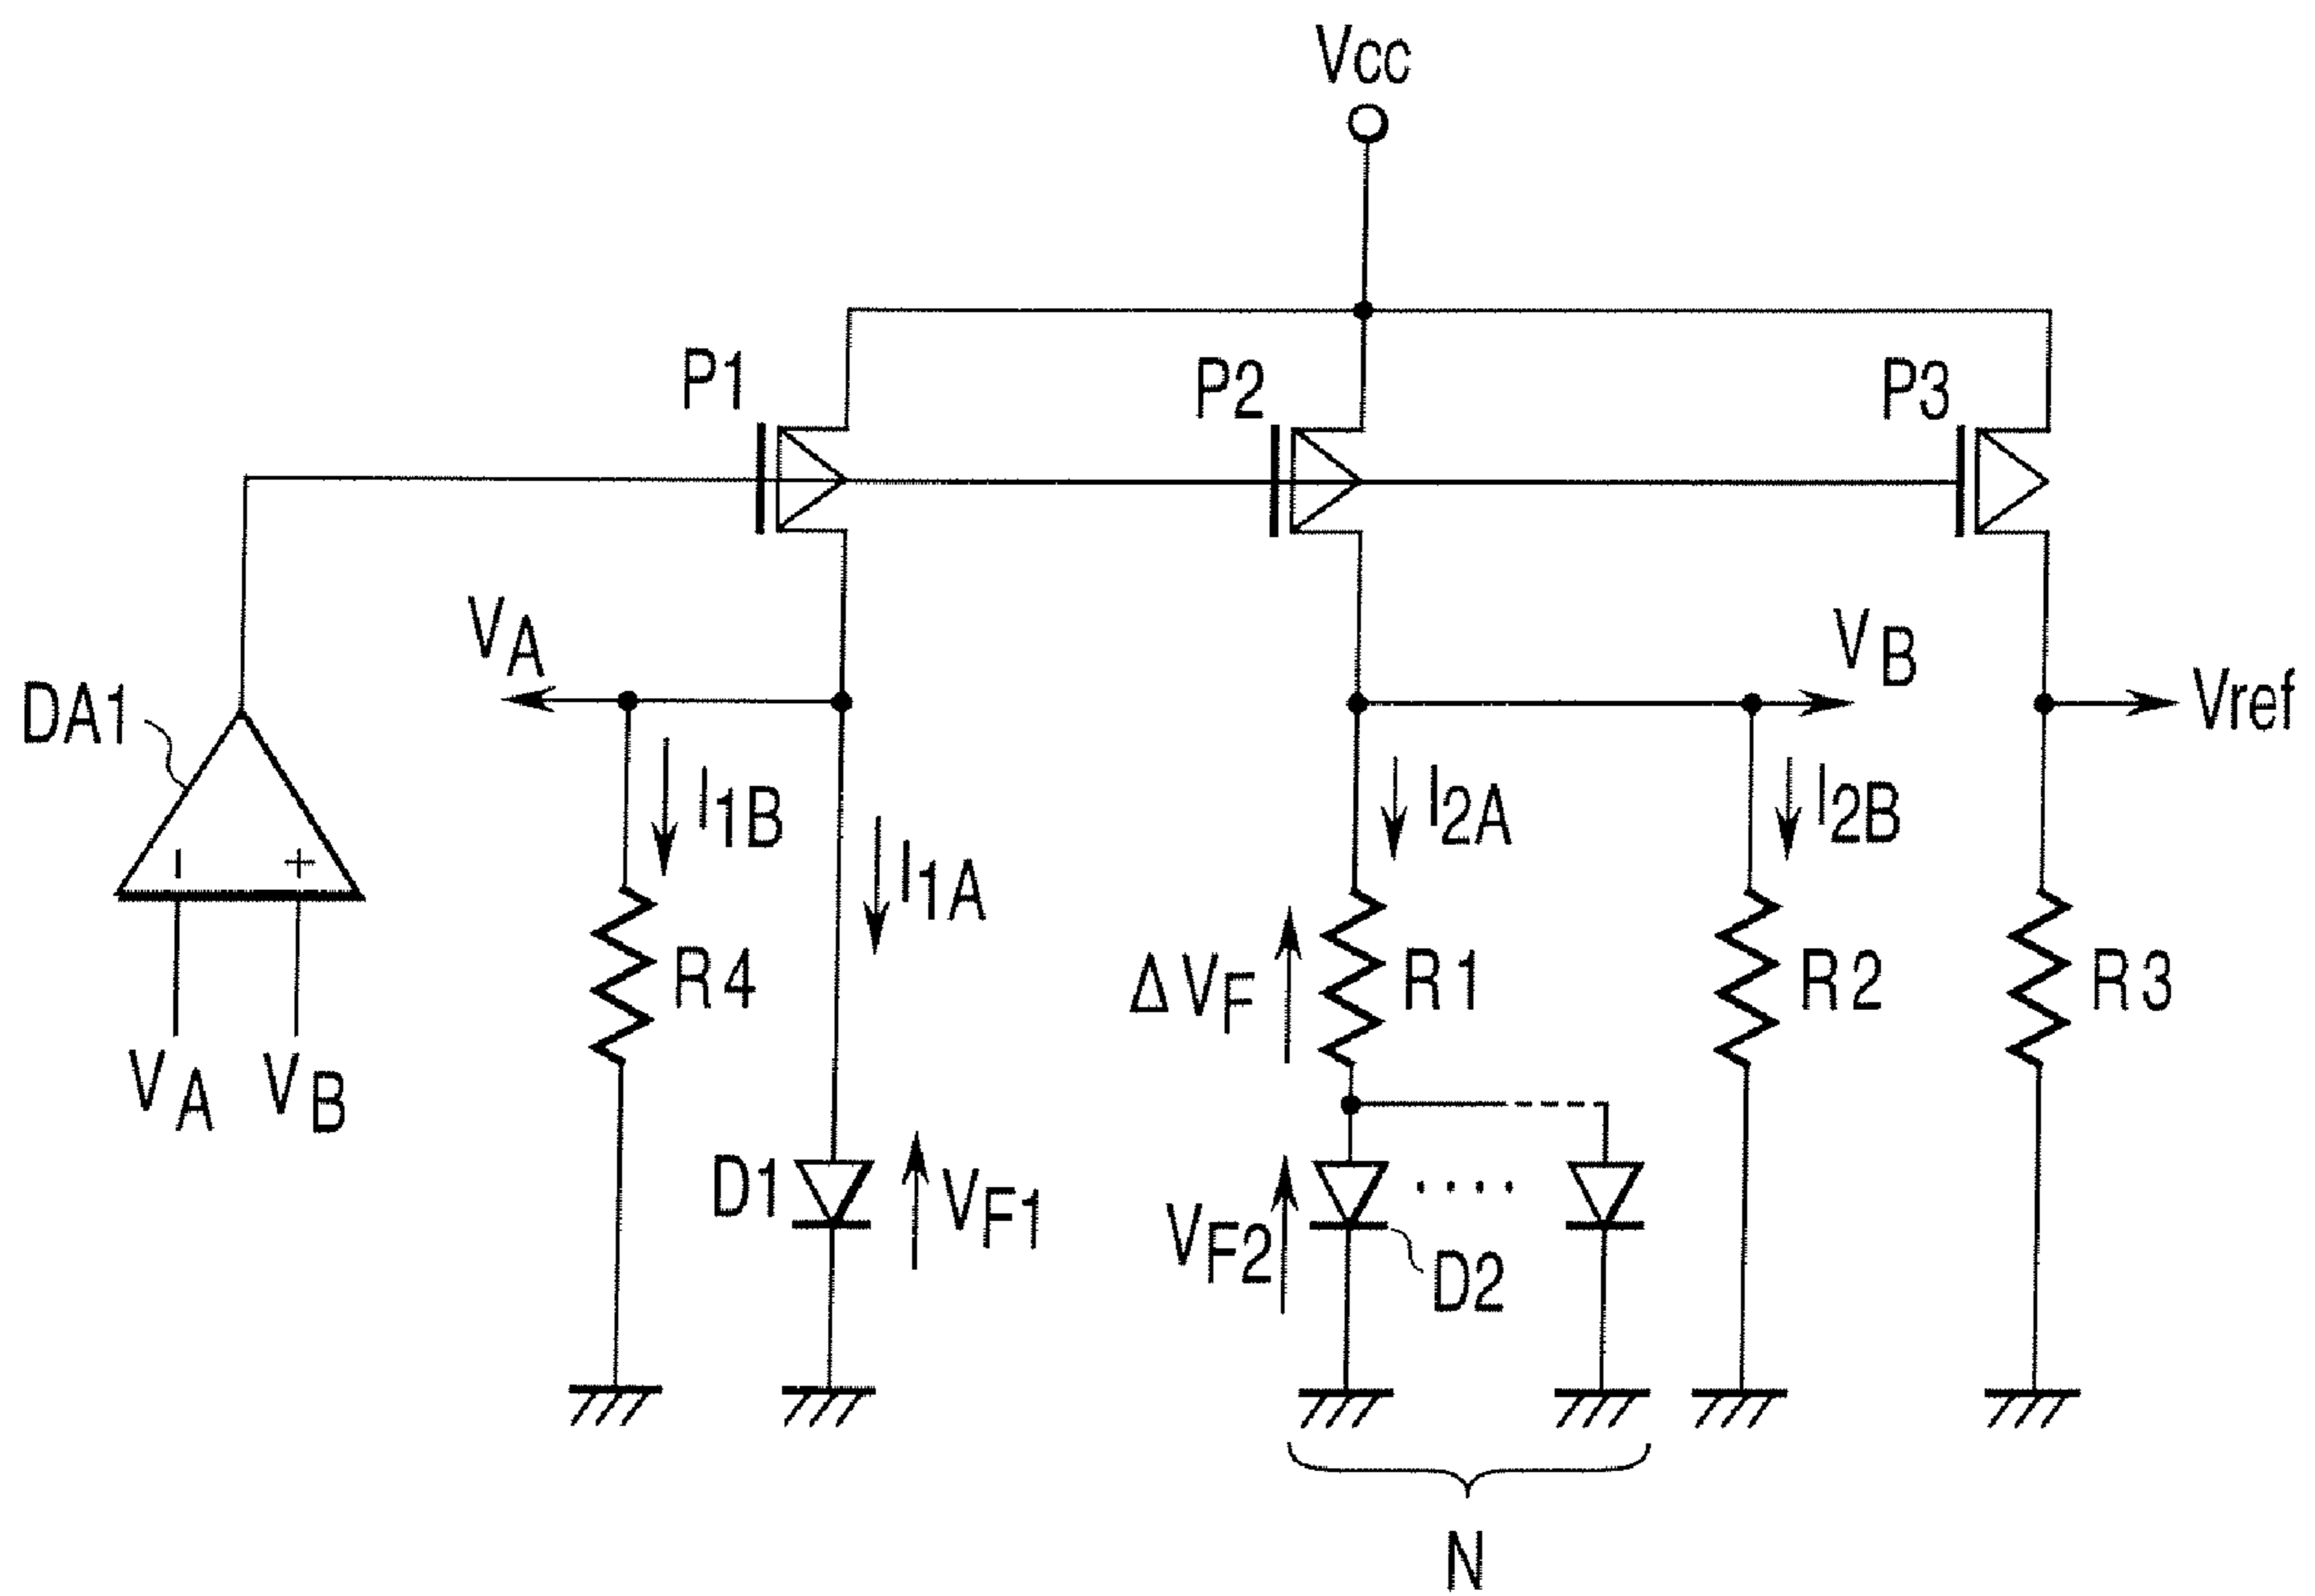 Vcc
P1
P2
P3
VA
VB
Vref
DA1
I1B
I1A
I2A
I2B
− +
R4
ΔVF
R1
R2
R3
VA VB
D1
VF1
VF2
D2
N